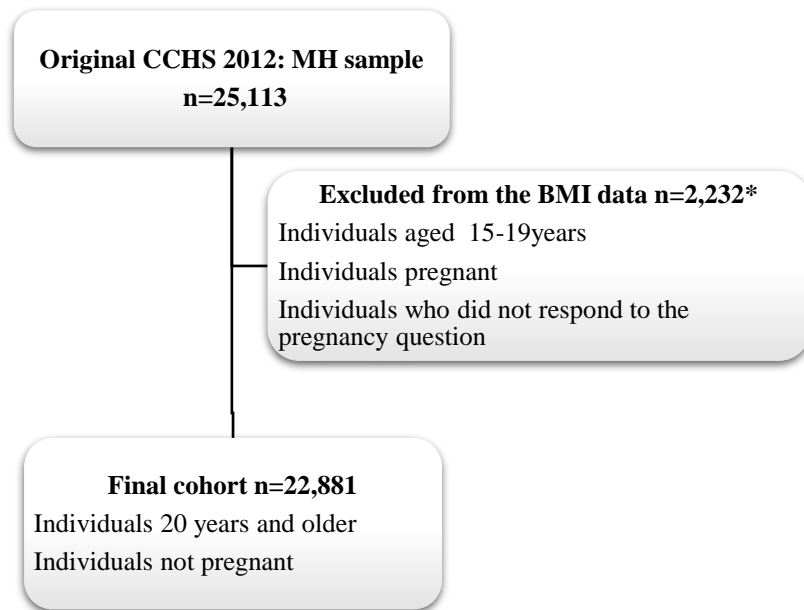 Original CCHS 2012: MH sample
n=25,113
Excluded from the BMI data n=2,232*
Individuals aged  15-19years
Individuals pregnant
Individuals who did not respond to the
pregnancy question
Final cohort n=22,881
Individuals 20 years and older
Individuals not pregnant